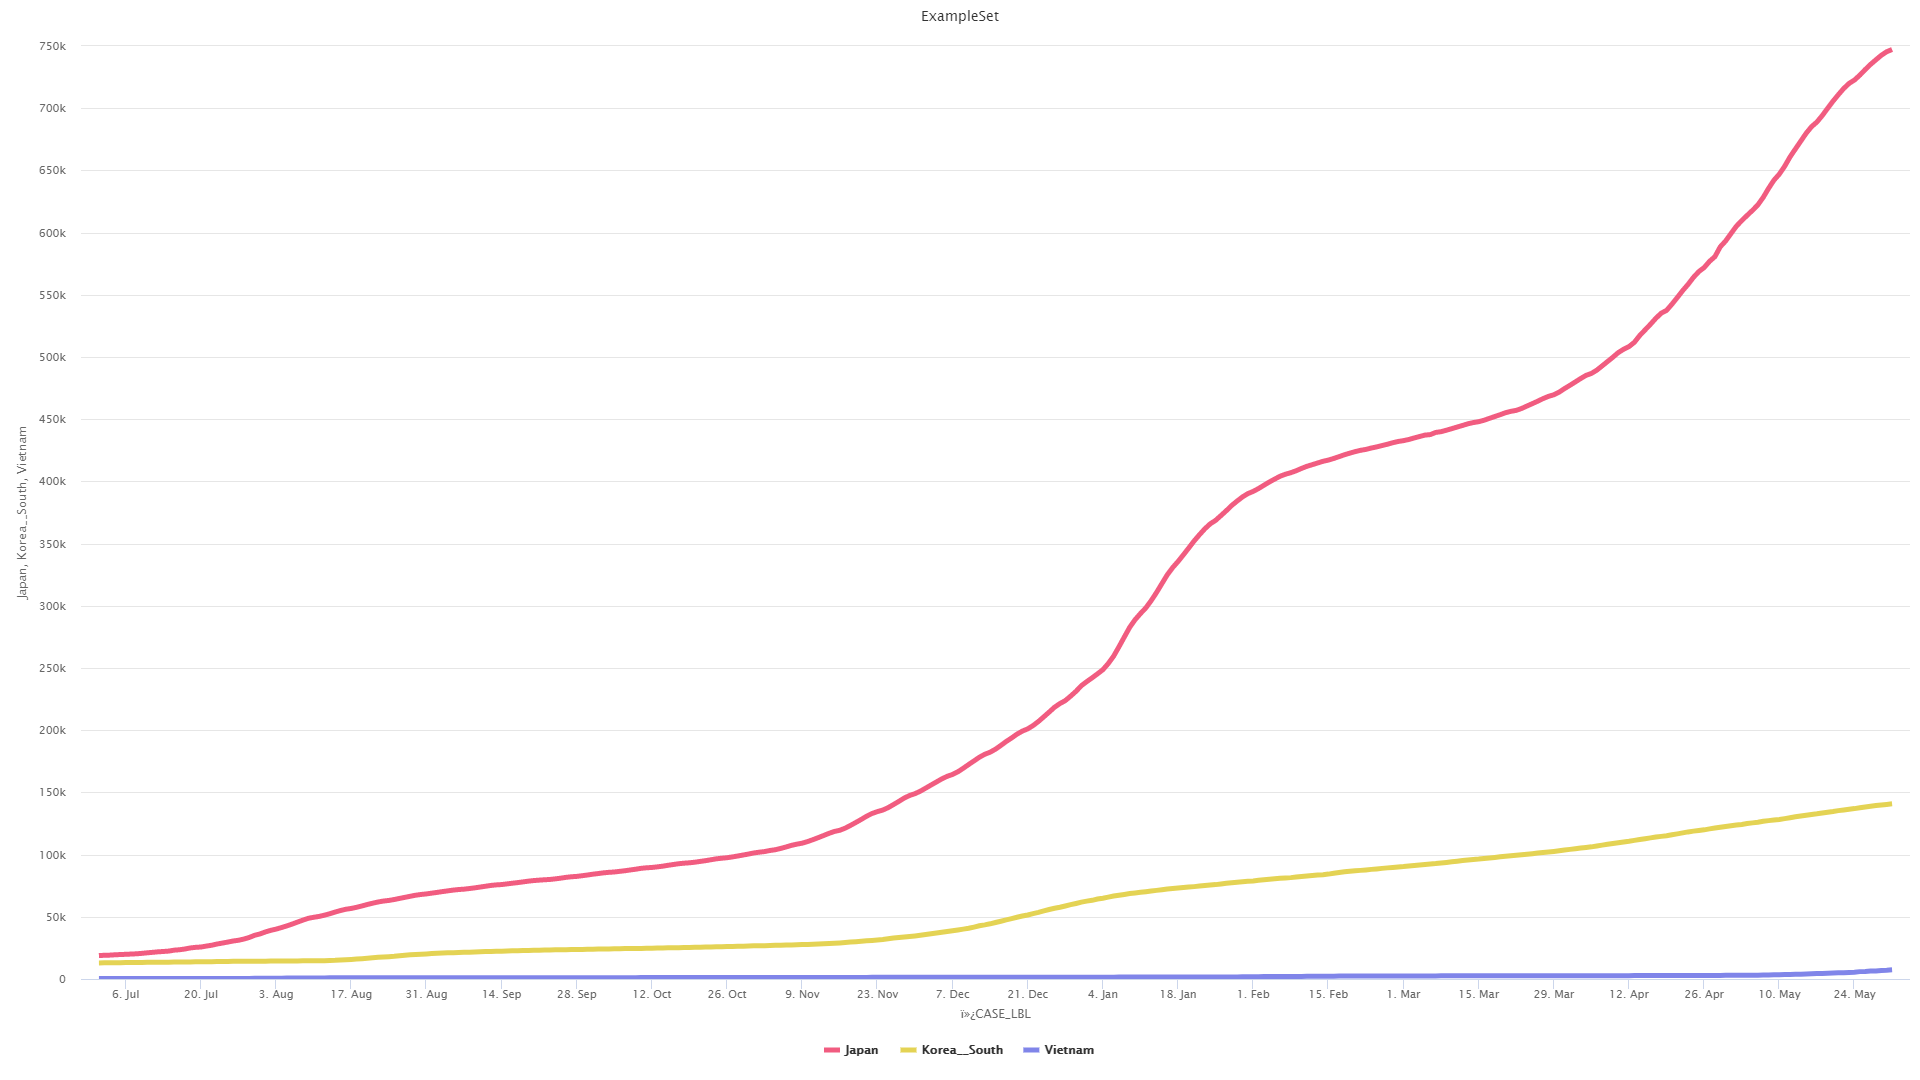 ExampleSet
750k
700k
650k
600k
550k
500k
450k
400k
350k
300k
250k
200k
150k
100k
50k
0
Japan, Korea__South, Vietnam
6. Jul 20. Jul 3. Aug 17. Aug 31. Aug 14. Sep 28. Sep 12. Oct 26. Oct 9. Nov 23. Nov 7. Dec 21. Dec 4. Jan 18. Jan 1. Feb 15. Feb 1. Mar 15. Mar 29. Mar 12. Apr 26. Apr 10. May 24. May
ï»¿CASE_LBL
Japan Korea__South Vietnam